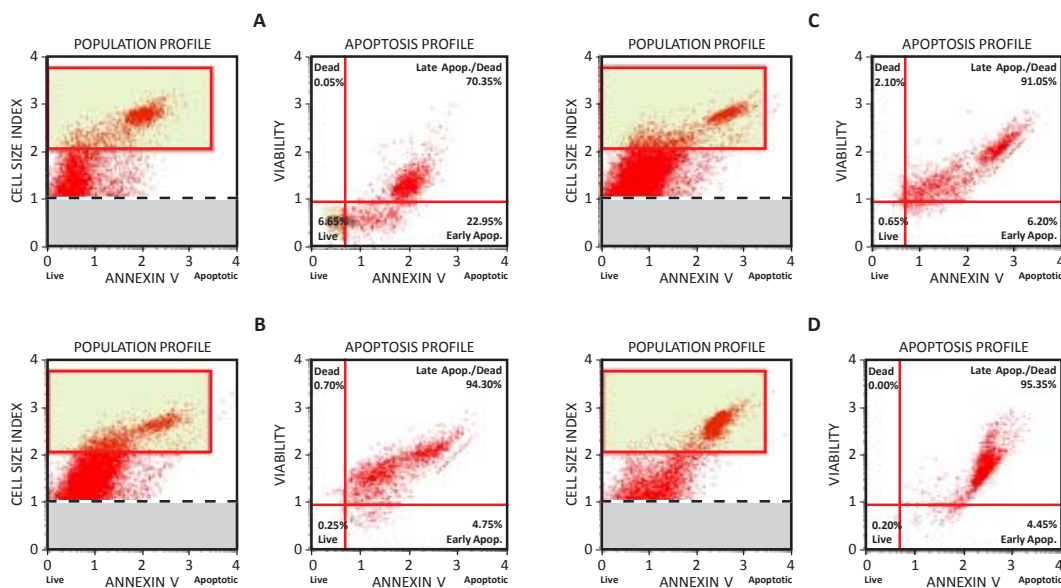 A
POPULATION PROFILE
CELL SIZE INDEX
4
3
2
1
0
0 1 2 3 4
Live ANNEXIN V Apoptotic
APOPTOSIS PROFILE
VIABILITY
4
3
2
1
0
Dead Late Apop./Dead
0.05% 70.35%
6.65% 22.95%
Live Early Apop.
0 1 2 3 4
Live ANNEXIN V Apoptotic
C
POPULATION PROFILE
CELL SIZE INDEX
4
3
2
1
0
0 1 2 3 4
Live ANNEXIN V Apoptotic
APOPTOSIS PROFILE
VIABILITY
4
3
2
1
0
Dead Late Apop./Dead
2.10% 91.05%
0.65% 6.20%
Live Early Apop.
0 1 2 3 4
Live ANNEXIN V Apoptotic
B
POPULATION PROFILE
CELL SIZE INDEX
4
3
2
1
0
0 1 2 3 4
Live ANNEXIN V Apoptotic
APOPTOSIS PROFILE
VIABILITY
4
3
2
1
0
Dead Late Apop./Dead
0.70% 94.30%
0.25% 4.75%
Live Early Apop.
0 1 2 3 4
Live ANNEXIN V Apoptotic
D
POPULATION PROFILE
CELL SIZE INDEX
4
3
2
1
0
0 1 2 3 4
Live ANNEXIN V Apoptotic
APOPTOSIS PROFILE
VIABILITY
4
3
2
1
0
Dead Late Apop./Dead
0.00% 95.35%
0.20% 4.45%
Live Early Apop.
0 1 2 3 4
Live ANNEXIN V Apoptotic